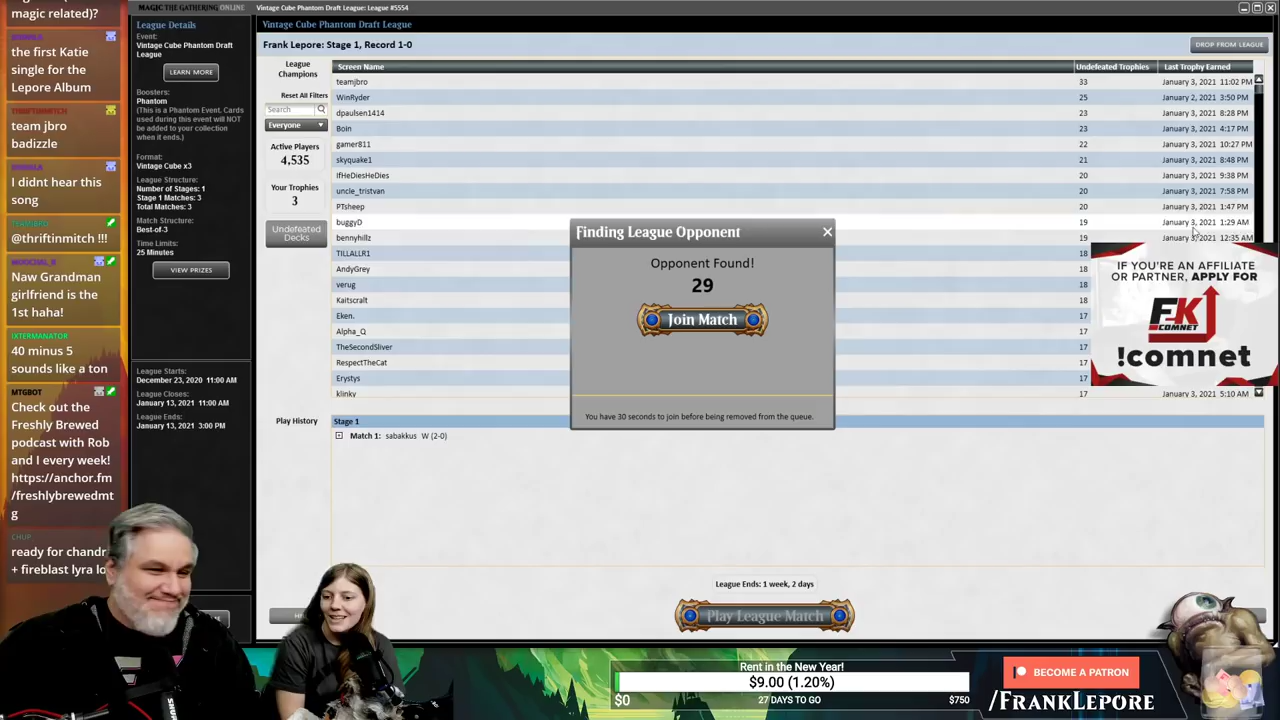 magic related)?
the first Katie
single for the
Lepore Album
team jbro
badizzle
I didnt hear this
song
@thriftinmitch !!!
Naw Grandman
girlfriend is the
1st haha!
IXTERMANATOR
40 minus 5
sounds like a ton
MTGBOT
Check out the
Freshly Brewed
podcast with Rob
and I every week!
https://anchor.fm
/freshlybrewedmt
g
CHUP
ready for chandr
+ fireblast lyra lo
MAGIC THE GATHERING ONLINE
Vintage Cube Phantom Draft League: League #5554
League Details
Event:
Vintage Cube Phantom Draft
League
LEARN MORE
Boosters:
Phantom
(This is a Phantom Event. Cards
used during this event will NOT
be added to your collection
when it ends.)
Format:
Vintage Cube x3
League Structure:
Number of Stages: 1
Stage 1 Matches: 3
Total Matches: 3
Match Structure:
Best-of-3
Time Limits:
25 Minutes
VIEW PRIZES
League Starts:
December 23, 2020 11:00 AM
League Closes:
January 13, 2021 11:00 AM
League Ends:
January 13, 2021 3:00 PM
Vintage Cube Phantom Draft League
Frank Lepore: Stage 1, Record 1-0
DROP FROM LEAGUE
League
Champions
Reset All Filters
Search
Everyone
Active Players
4,535
Your Trophies
3
Undefeated
Decks
Screen Name Undefeated Trophies Last Trophy Earned
teamjbro 33 January 3, 2021 11:02 PM
WinRyder 25 January 2, 2021 3:50 PM
dpaulsen1414 23 January 3, 2021 8:28 PM
Boin 23 January 3, 2021 4:17 PM
gamer811 22 January 3, 2021 10:27 PM
skyquake1 21 January 3, 2021 8:48 PM
IfHeDiesHeDies 20 January 3, 2021 9:38 PM
uncle_tristvan 20 January 3, 2021 7:58 PM
PTsheep 20 January 3, 2021 1:47 PM
buggyD 19 January 3, 2021 1:29 AM
bennyhillz 19 January 3, 2021 12:35 AM
TILLALLR1 18
AndyGrey 18
verug 18
Kaitscralt 18
Eken. 17
Alpha_Q 17
TheSecondSliver 17
RespectTheCat 17
Erystys 17
klinky 17 January 3, 2021 5:10 AM
Finding League Opponent
Opponent Found!
29
Join Match
You have 30 seconds to join before being removed from the queue.
IF YOU'RE AN AFFILIATE
OR PARTNER, APPLY FOR
COMNET
!comnet
Play History
Stage 1
Match 1: sabakkus W (2-0)
League Ends: 1 week, 2 days
Play League Match
Rent in the New Year!
$9.00 (1.20%)
$0 27 DAYS TO GO $750
BECOME A PATRON
/FRANKLEPORE